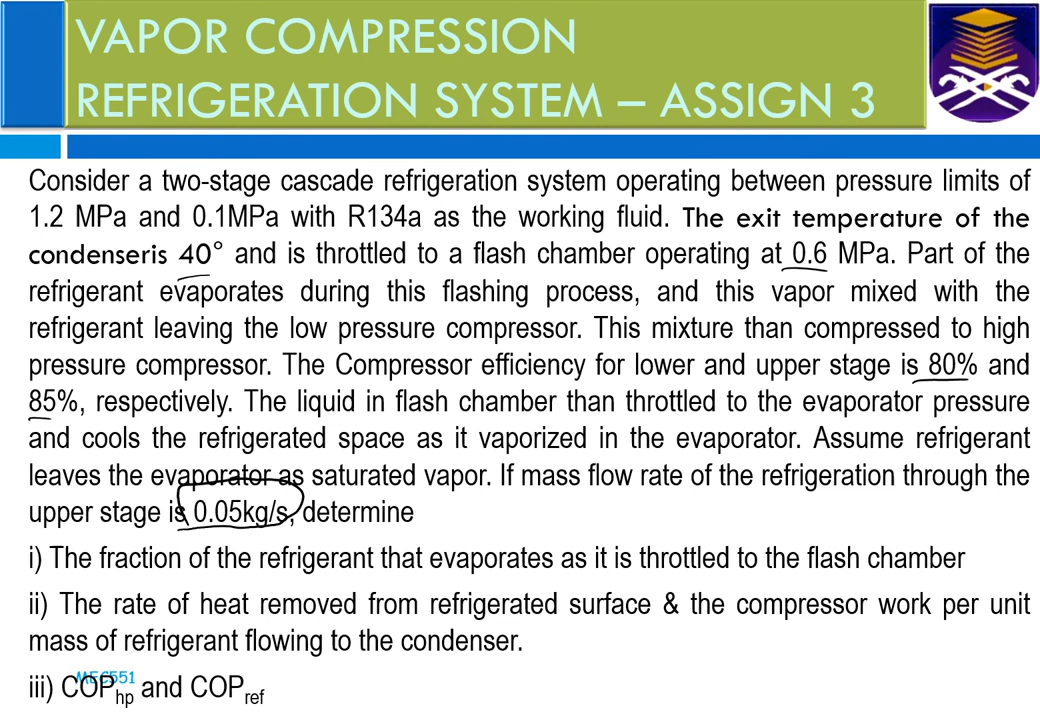 VAPOR COMPRESSION
REFRIGERATION SYSTEM – ASSIGN 3
Consider a two-stage cascade refrigeration system operating between pressure limits of
1.2 MPa and 0.1MPa with R134a as the working fluid. The exit temperature of the
condenseris 40° and is throttled to a flash chamber operating at 0.6 MPa. Part of the
refrigerant evaporates during this flashing process, and this vapor mixed with the
refrigerant leaving the low pressure compressor. This mixture than compressed to high
pressure compressor. The Compressor efficiency for lower and upper stage is 80% and
85%, respectively. The liquid in flash chamber than throttled to the evaporator pressure
and cools the refrigerated space as it vaporized in the evaporator. Assume refrigerant
leaves the evaporator as saturated vapor. If mass flow rate of the refrigeration through the
upper stage is 0.05kg/s, determine
i) The fraction of the refrigerant that evaporates as it is throttled to the flash chamber
ii) The rate of heat removed from refrigerated surface & the compressor work per unit
mass of refrigerant flowing to the condenser.
MEC551
iii) COPhp and COPref